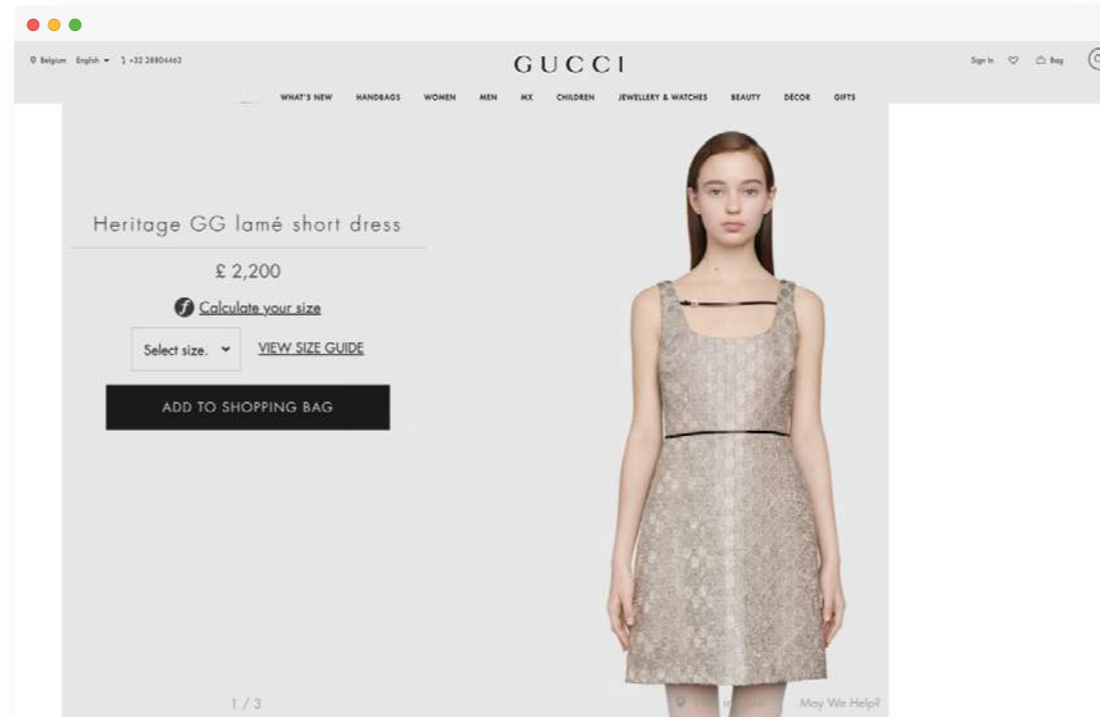 Belgium English +32 28804463
GUCCI
Sign In Bag
WHAT'S NEW HANDBAGS WOMEN MEN MX CHILDREN JEWELLERY & WATCHES BEAUTY DÉCOR GIFTS
Heritage GG lamé short dress
£ 2,200
Calculate your size
Select size. VIEW SIZE GUIDE
ADD TO SHOPPING BAG
1 / 3
May We Help?